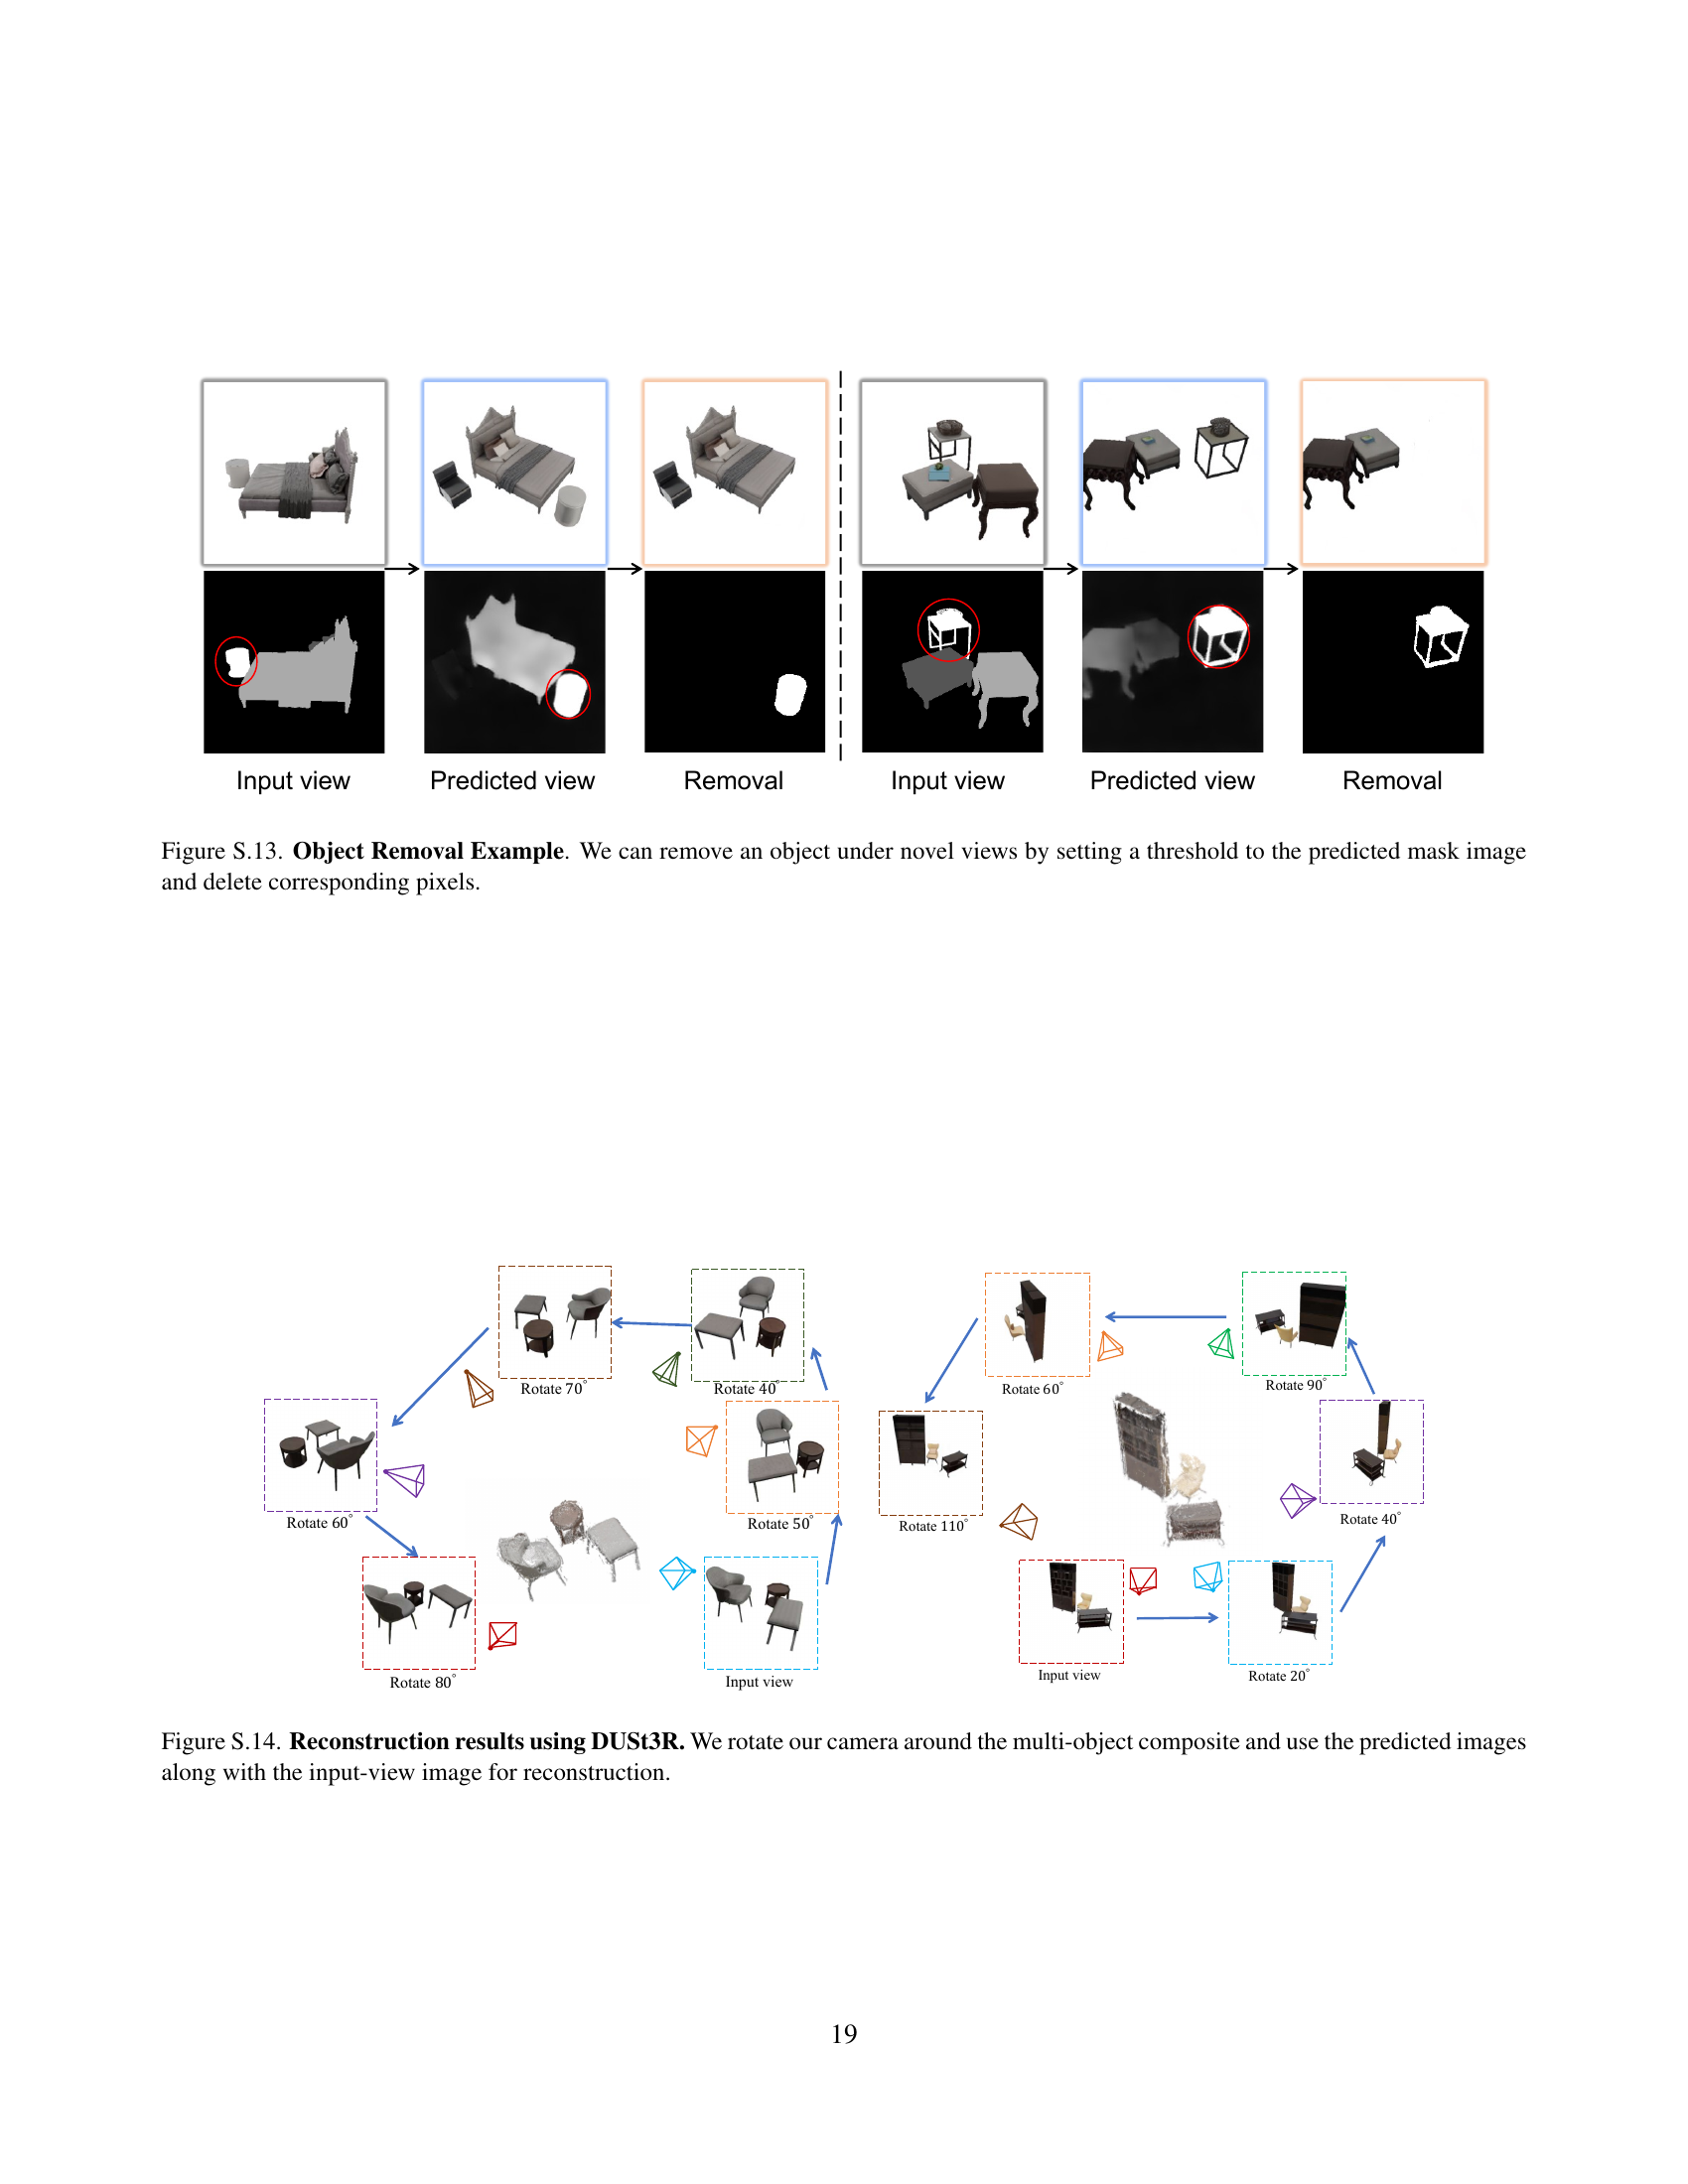 Input view
Predicted view
Removal
Input view
Predicted view
Removal
Figure S.13. Object Removal Example. We can remove an object under novel views by setting a threshold to the predicted mask image
and delete corresponding pixels.
Rotate 70°
Rotate 40°
Rotate 60°
Rotate 50°
Rotate 80°
Input view
Rotate 60°
Rotate 90°
Rotate 110°
Rotate 40°
Input view
Rotate 20°
Figure S.14. Reconstruction results using DUSt3R. We rotate our camera around the multi-object composite and use the predicted images
along with the input-view image for reconstruction.
19